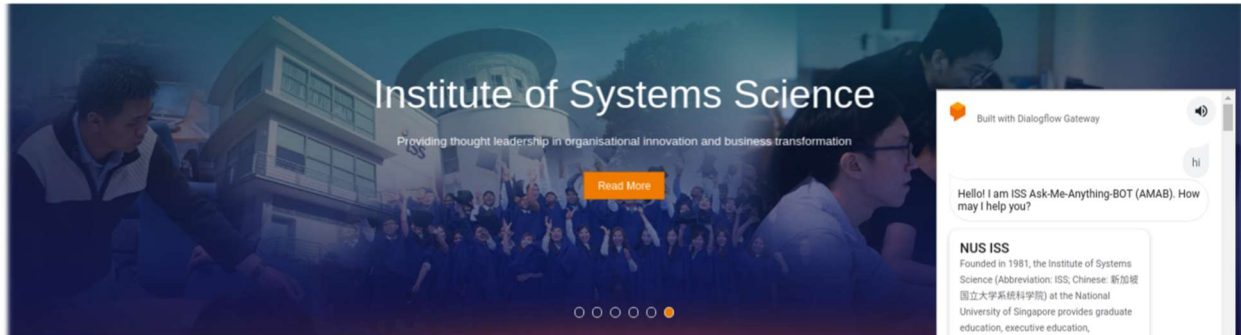 Institute of Systems Science
Providing thought leadership in organisational innovation and business transformation
Read More
Built with Dialogflow Gateway
hi
Hello! I am ISS Ask-Me-Anything-BOT (AMAB). How
may I help you?
NUS ISS
Founded in 1981, the Institute of Systems
Science (Abbreviation: ISS; Chinese: 新加坡
国立大学系统科学院) at the National
University of Singapore provides graduate
education, executive education,